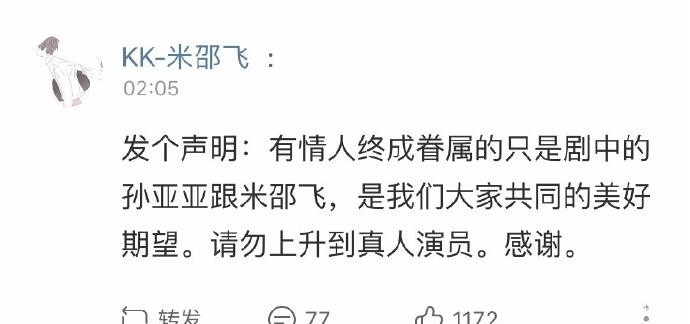 KK-米邵飞 :
02:05
发个声明：有情人终成眷属的只是剧中的
孙亚亚跟米邵飞，是我们大家共同的美好
期望。请勿上升到真人演员。感谢。
转发 77 1172